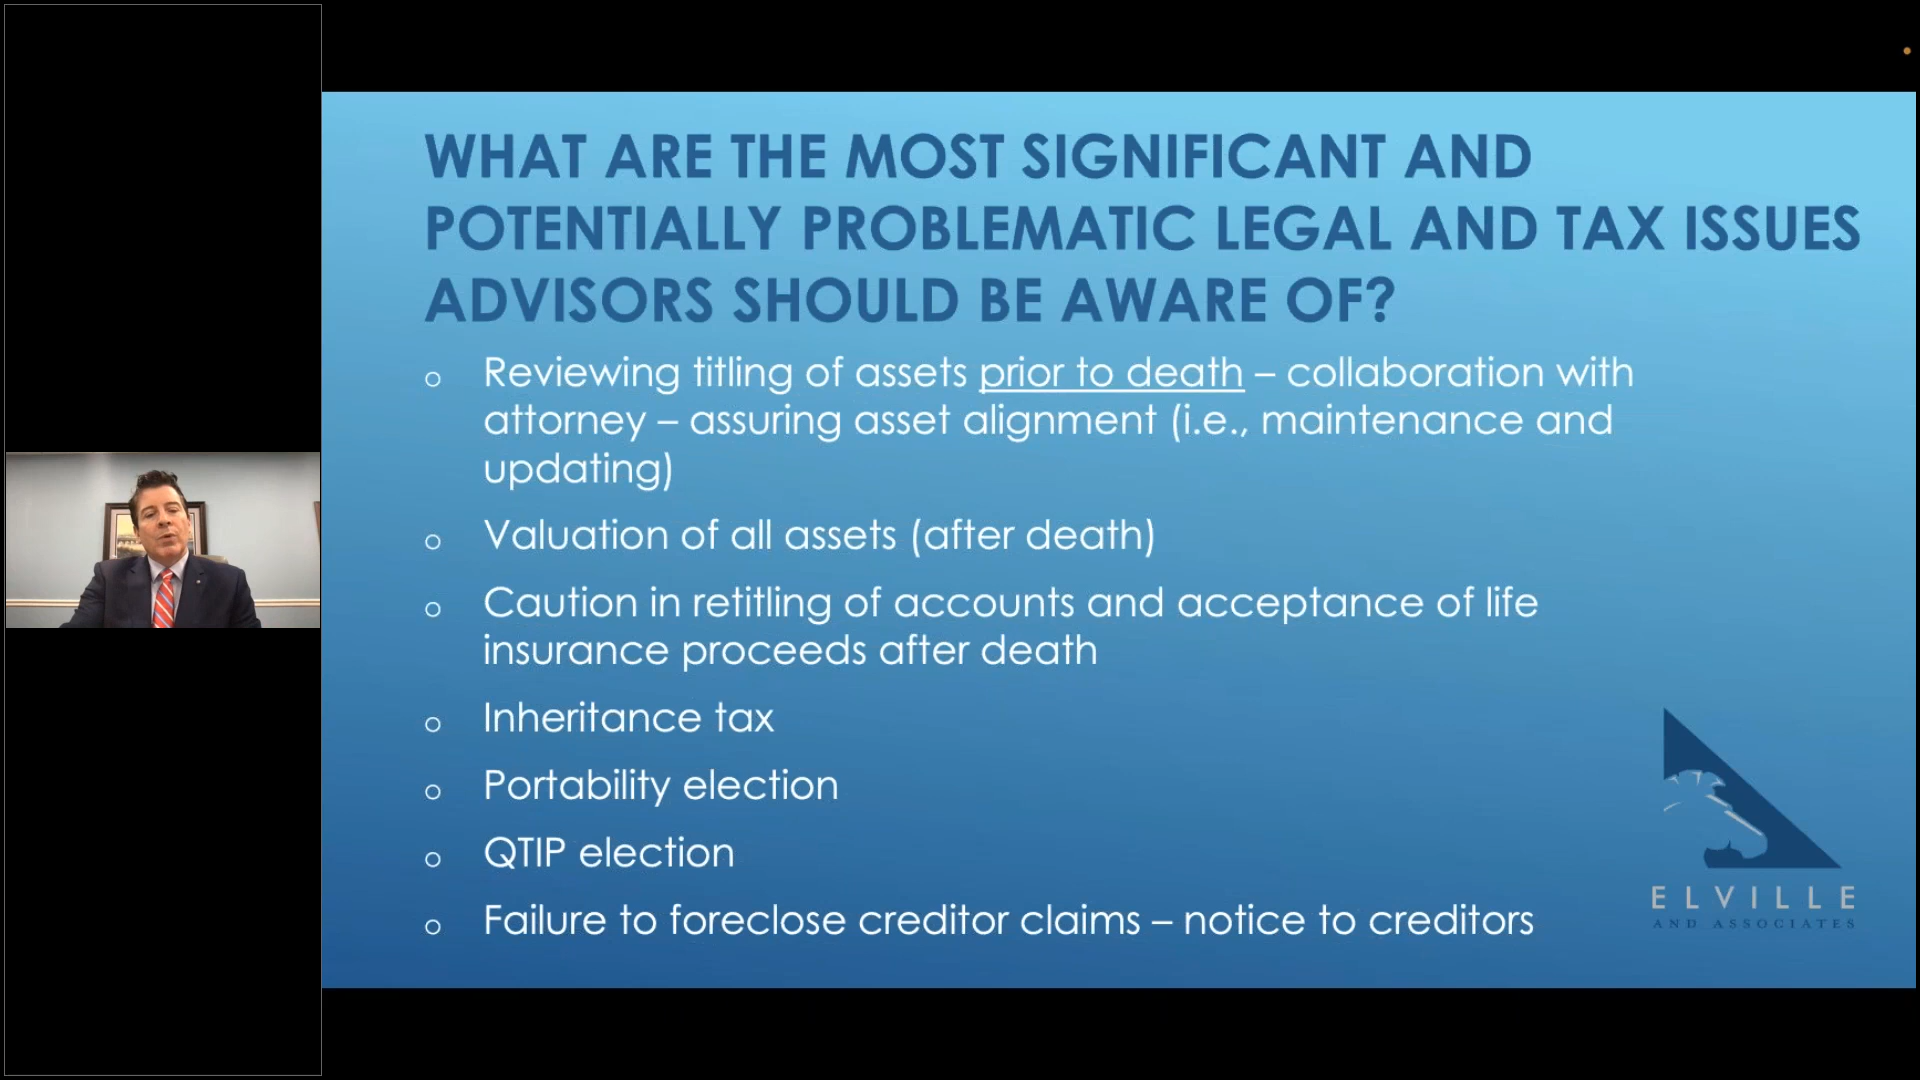 WHAT ARE THE MOST SIGNIFICANT AND
POTENTIALLY PROBLEMATIC LEGAL AND TAX ISSUES
ADVISORS SHOULD BE AWARE OF?
o Reviewing titling of assets prior to death – collaboration with
attorney – assuring asset alignment (i.e., maintenance and
updating)
o Valuation of all assets (after death)
o Caution in retitling of accounts and acceptance of life
insurance proceeds after death
o Inheritance tax
o Portability election
o QTIP election
o Failure to foreclose creditor claims – notice to creditors
ELVILLE
AND ASSOCIATES